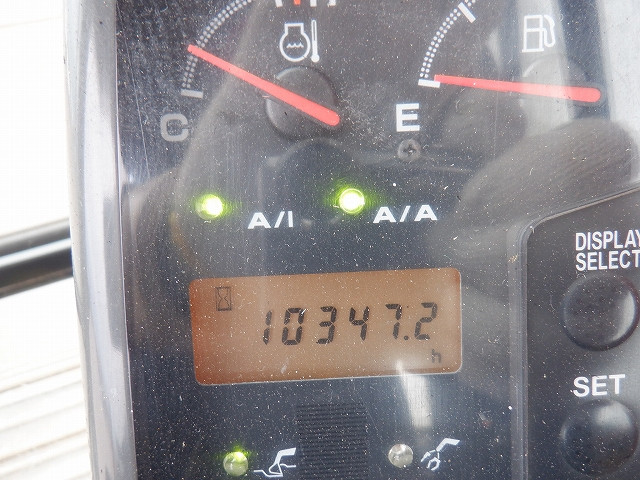 C
E
A/I A/A
DISPLAY
SELECT
10347.2
h
SET